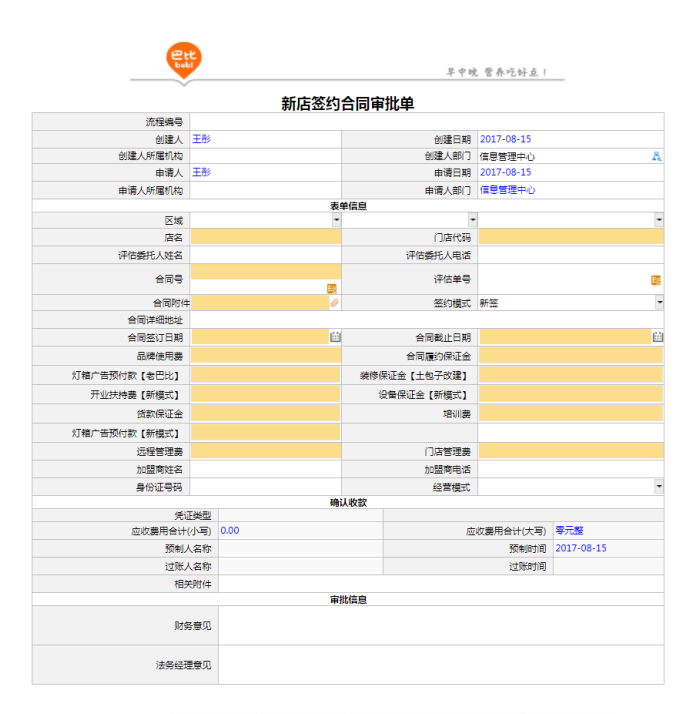 巴比
babi
早中晚 营养吃好点！
新店签约合同审批单
流程编号
创建人 王彤 创建日期 2017-08-15
创建人所属机构 创建人部门 信息管理中心
申请人 王彤 申请日期 2017-08-15
申请人所属机构 申请人部门 信息管理中心
表单信息
区域
店名 门店代码
评估委托人姓名 评估委托人电话
合同号 评估单号
合同附件 签约模式 新签
合同详细地址
合同签订日期 合同截止日期
品牌使用费 合同履约保证金
灯箱广告预付款【老巴比】 装修保证金【土包子改建】
开业扶持费【新模式】 设备保证金【新模式】
货款保证金 培训费
灯箱广告预付款【新模式】
远程管理费 门店管理费
加盟商姓名 加盟商电话
身份证号码 经营模式
确认收款
凭证类型
应收费用合计(小写) 0.00 应收费用合计(大写) 零元整
预制人名称 预制时间 2017-08-15
过账人名称 过账时间
相关附件
审批信息
财务意见
法务经理意见